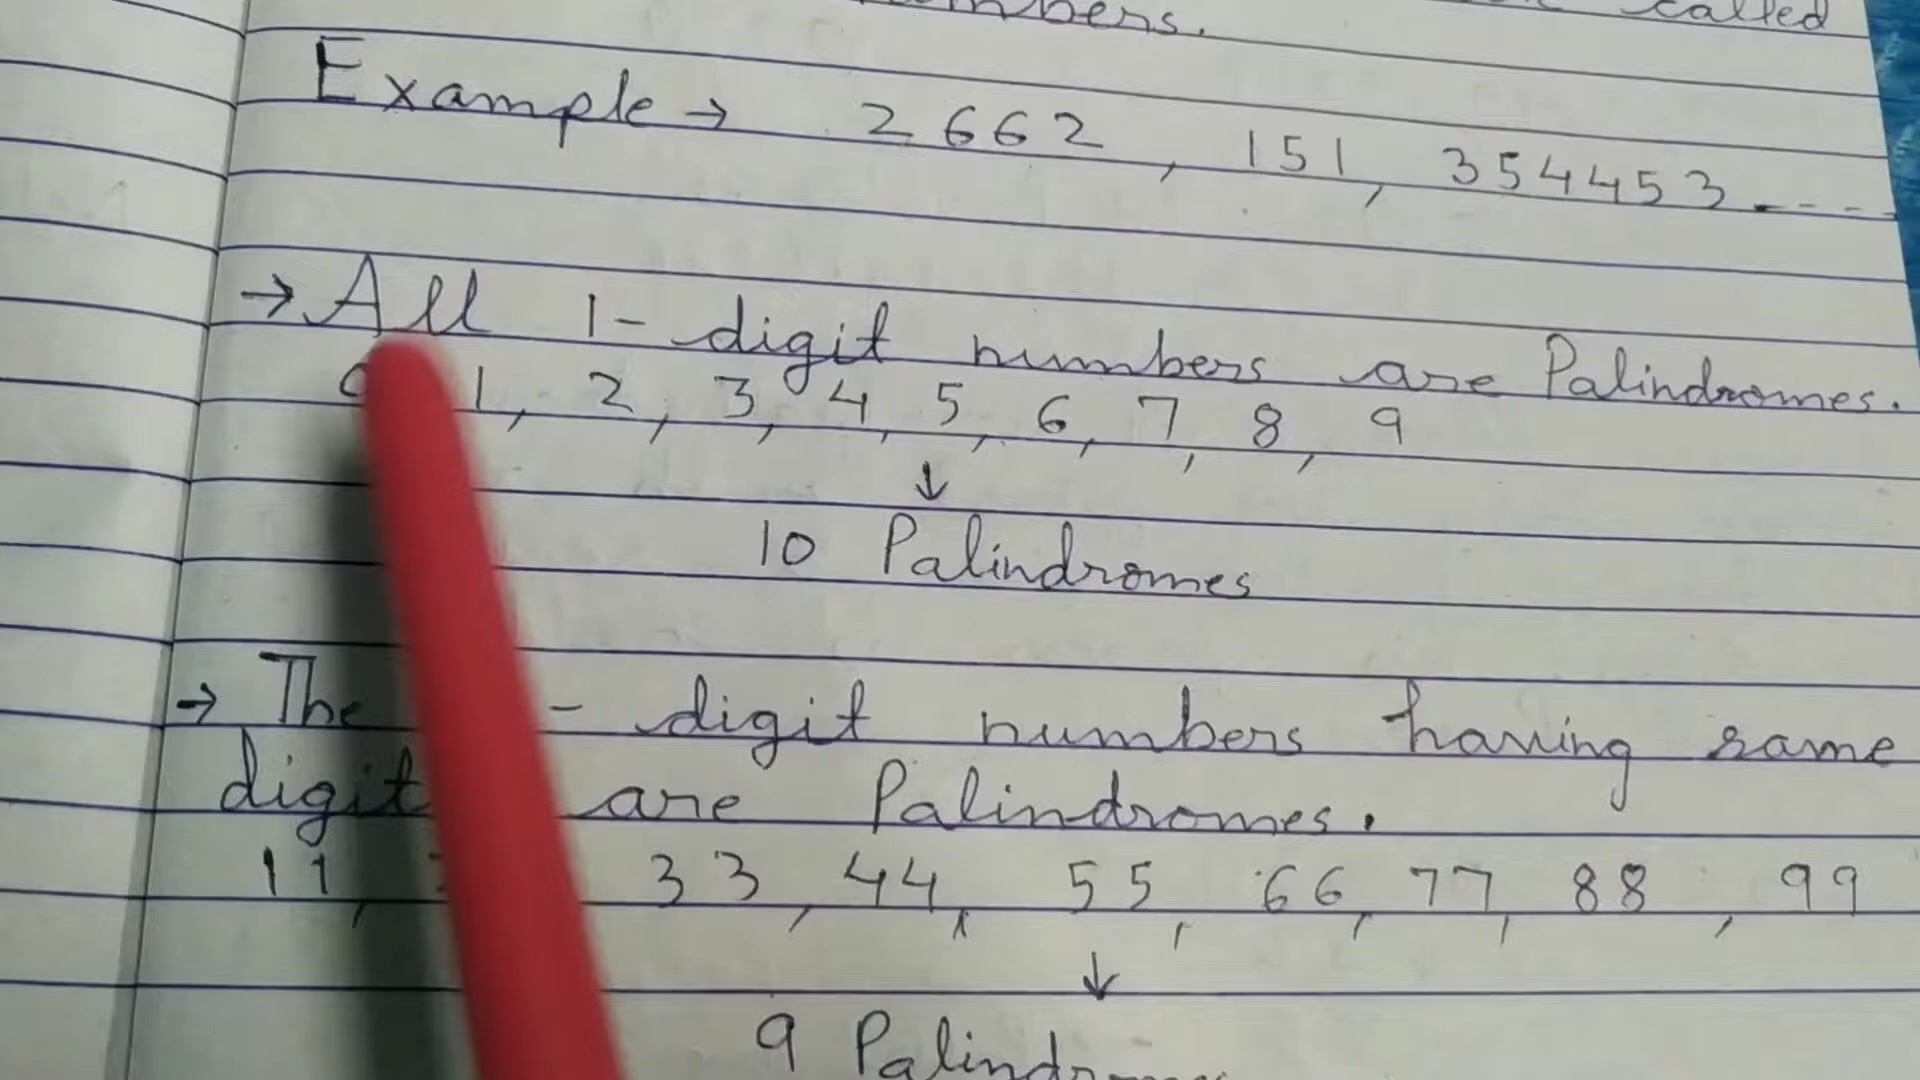 numbers. called
Example → 2662, 151, 354453 ----
→ All 1-digit numbers are Palindromes.
1, 2, 3, 4, 5, 6, 7, 8, 9
↓
10 Palindromes
→ The - digit numbers having same
digit are Palindromes.
11, 33, 44, 55, 66, 77, 88, 99
↓
9